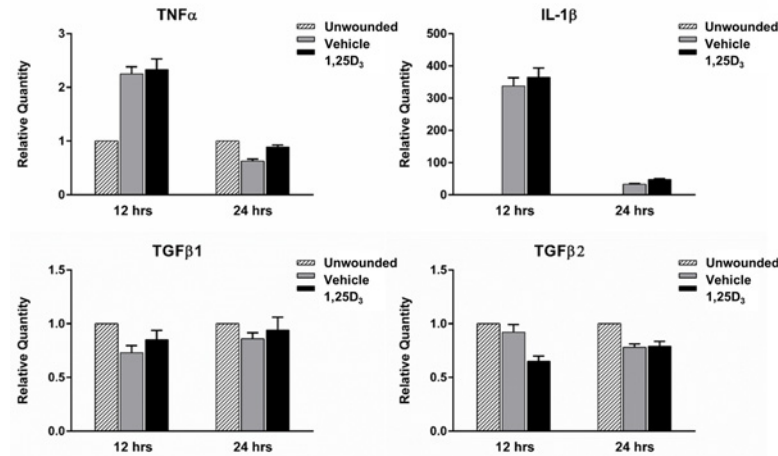 TNFα
Unwounded
Vehicle
1,25D₃
Relative Quantity
3
2
1
0
12 hrs 24 hrs
IL-1β
Unwounded
Vehicle
1,25D₃
Relative Quantity
500
400
300
200
100
0
12 hrs 24 hrs
TGFβ1
Unwounded
Vehicle
1,25D₃
Relative Quantity
1.5
1.0
0.5
0.0
12 hrs 24 hrs
TGFβ2
Unwounded
Vehicle
1,25D₃
Relative Quantity
1.5
1.0
0.5
0.0
12 hrs 24 hrs